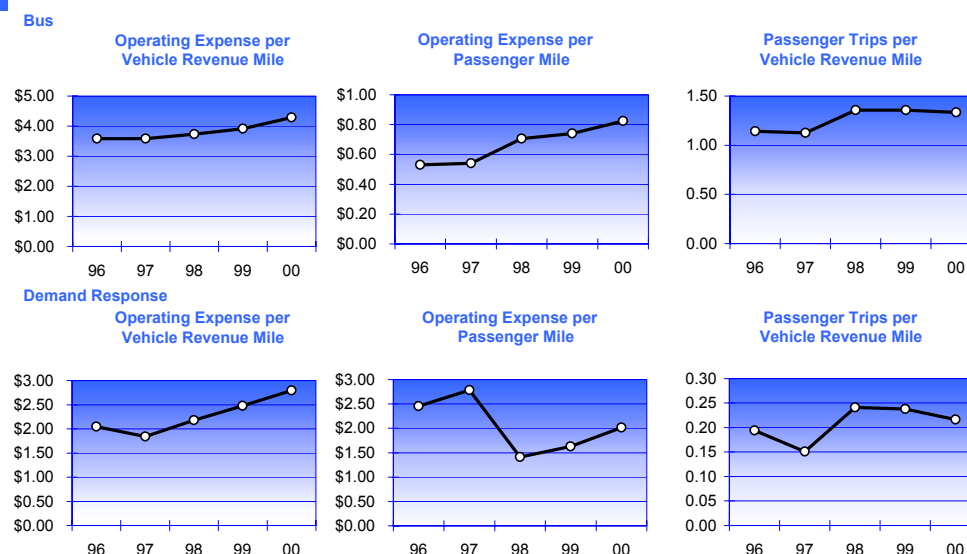 Bus
Operating Expense per
Vehicle Revenue Mile
$5.00
$4.00
$3.00
$2.00
$1.00
$0.00
96 97 98 99 00
Operating Expense per
Passenger Mile
$1.00
$0.80
$0.60
$0.40
$0.20
$0.00
96 97 98 99 00
Passenger Trips per
Vehicle Revenue Mile
1.50
1.00
0.50
0.00
96 97 98 99 00
Demand Response
Operating Expense per
Vehicle Revenue Mile
$3.00
$2.50
$2.00
$1.50
$1.00
$0.50
$0.00
96 97 98 99 00
Operating Expense per
Passenger Mile
$3.00
$2.50
$2.00
$1.50
$1.00
$0.50
$0.00
96 97 98 99 00
Passenger Trips per
Vehicle Revenue Mile
0.30
0.25
0.20
0.15
0.10
0.05
0.00
96 97 98 99 00